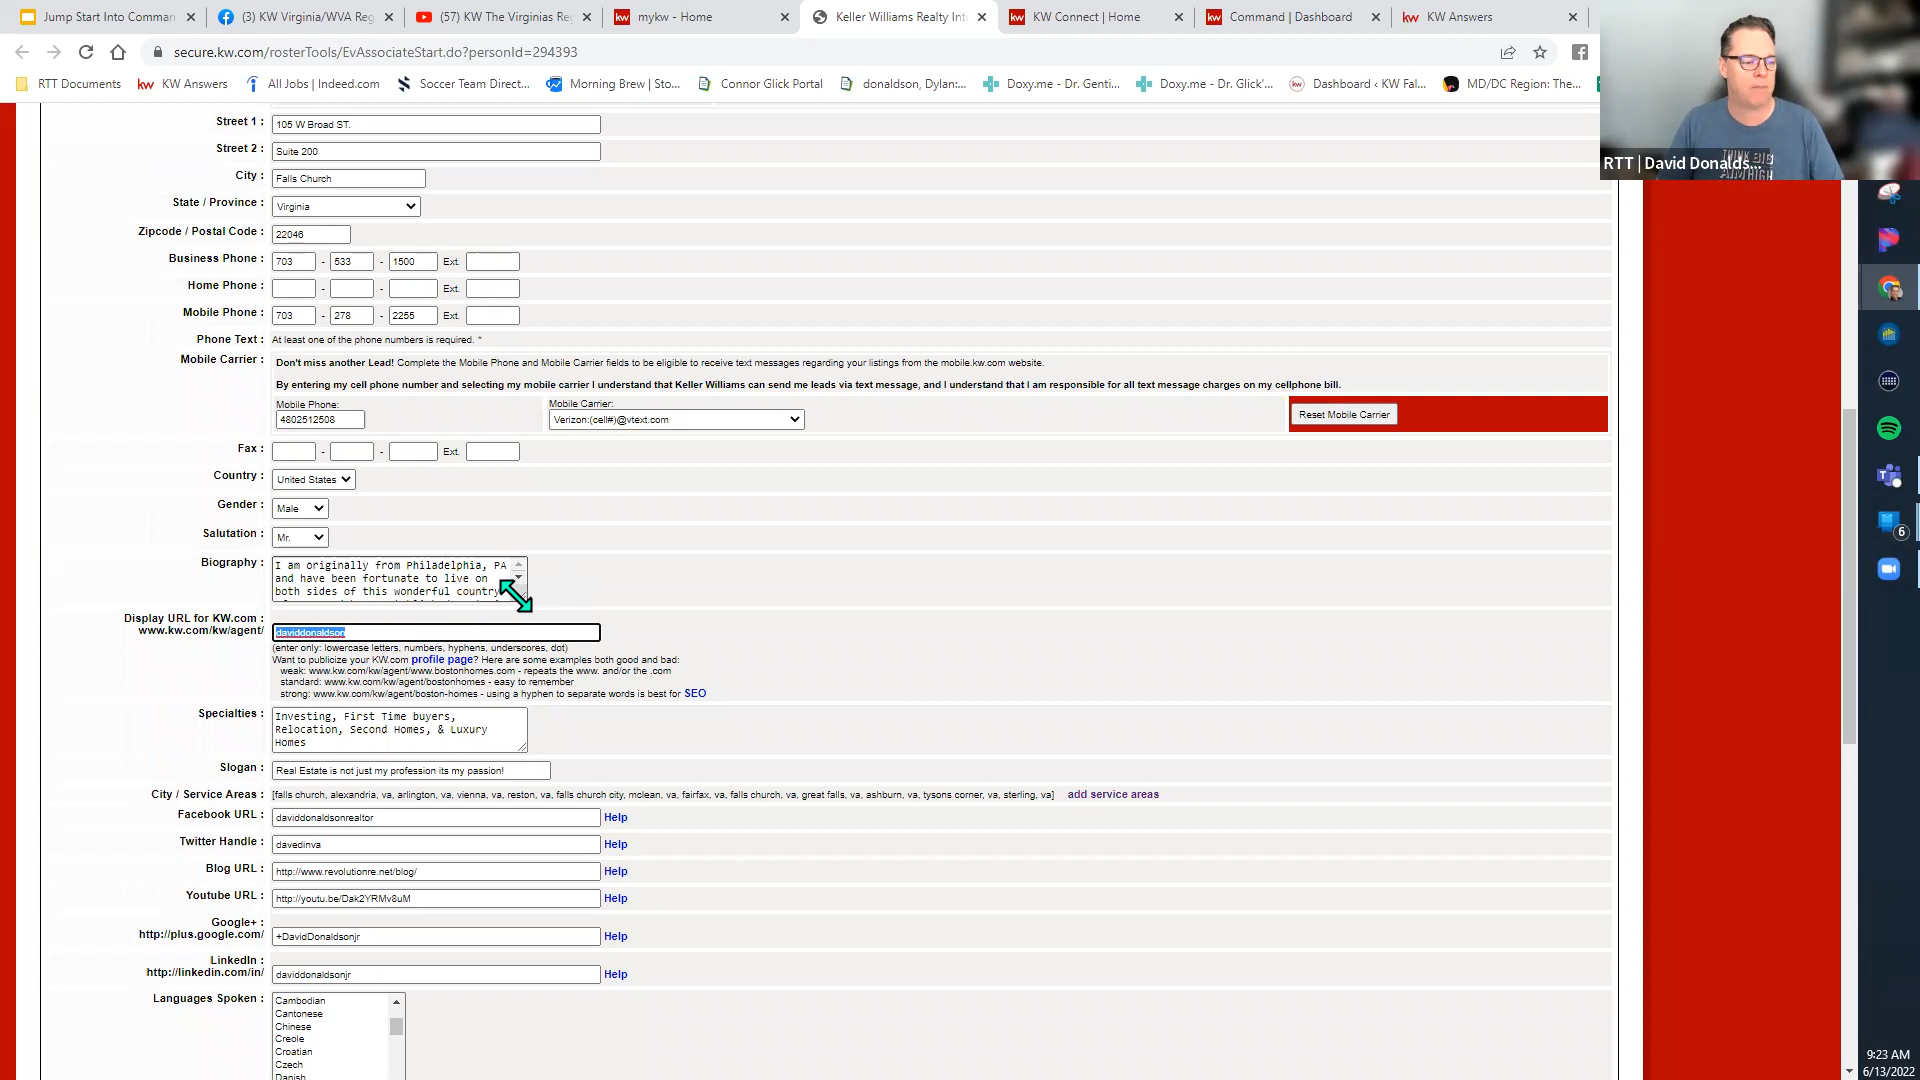 Jump Start Into Comman
(3) KW Virginia/WVA Reg
(57) KW The Virginias Re
kw mykw - Home
Keller Williams Realty Int
kw KW Connect | Home
kw Command | Dashboard
kw KW Answers
secure.kw.com/rosterTools/EvAssociateStart.do?personId=294393
RTT Documents
kw KW Answers
All Jobs | Indeed.com
Soccer Team Direct...
Morning Brew | Sto...
Connor Glick Portal
donaldson, Dylan:...
Doxy.me - Dr. Genti...
Doxy.me - Dr. Glick'...
kw Dashboard ‹ KW Fal...
MD/DC Region: The...
THINK BIG
AIM HIGH
RTT | David Donalds...
Street 1 : 105 W Broad ST.
Street 2 : Suite 200
City : Falls Church
State / Province : Virginia
Zipcode / Postal Code : 22046
Business Phone : 703 - 533 - 1500 Ext.
Home Phone : - - Ext.
Mobile Phone : 703 - 278 - 2255 Ext.
Phone Text : At least one of the phone numbers is required. *
Mobile Carrier : Don't miss another Lead! Complete the Mobile Phone and Mobile Carrier fields to be eligible to receive text messages regarding your listings from the mobile.kw.com website.
By entering my cell phone number and selecting my mobile carrier I understand that Keller Williams can send me leads via text message, and I understand that I am responsible for all text message charges on my cellphone bill.
Mobile Phone: Mobile Carrier:
4802512508 Verizon:(cell#)@vtext.com Reset Mobile Carrier
Fax : - - Ext.
Country : United States
Gender : Male
Salutation : Mr.
Biography : I am originally from Philadelphia, PA
and have been fortunate to live on
both sides of this wonderful country
Display URL for KW.com :
www.kw.com/kw/agent/ daviddonaldson
(enter only: lowercase letters, numbers, hyphens, underscores, dot)
Want to publicize your KW.com profile page? Here are some examples both good and bad:
weak: www.kw.com/kw/agent/www.bostonhomes.com - repeats the www. and/or the .com
standard: www.kw.com/kw/agent/bostonhomes - easy to remember
strong: www.kw.com/kw/agent/boston-homes - using a hyphen to separate words is best for SEO
Specialties : Investing, First Time buyers,
Relocation, Second Homes, & Luxury
Homes
Slogan : Real Estate is not just my profession its my passion!
City / Service Areas : [falls church, alexandria, va, arlington, va, vienna, va, reston, va, falls church city, mclean, va, fairfax, va, falls church, va, great falls, va, ashburn, va, tysons corner, va, sterling, va] add service areas
Facebook URL : daviddonaldsonrealtor Help
Twitter Handle : davedinva Help
Blog URL : http://www.revolutionre.net/blog/ Help
Youtube URL : http://youtu.be/Dak2YRMv8uM Help
Google+ :
http://plus.google.com/ +DavidDonaldsonjr Help
LinkedIn :
http://linkedin.com/in/ daviddonaldsonjr Help
Languages Spoken : Cambodian
Cantonese
Chinese
Creole
Croatian
Czech
Danish
6
9:23 AM
6/13/2022